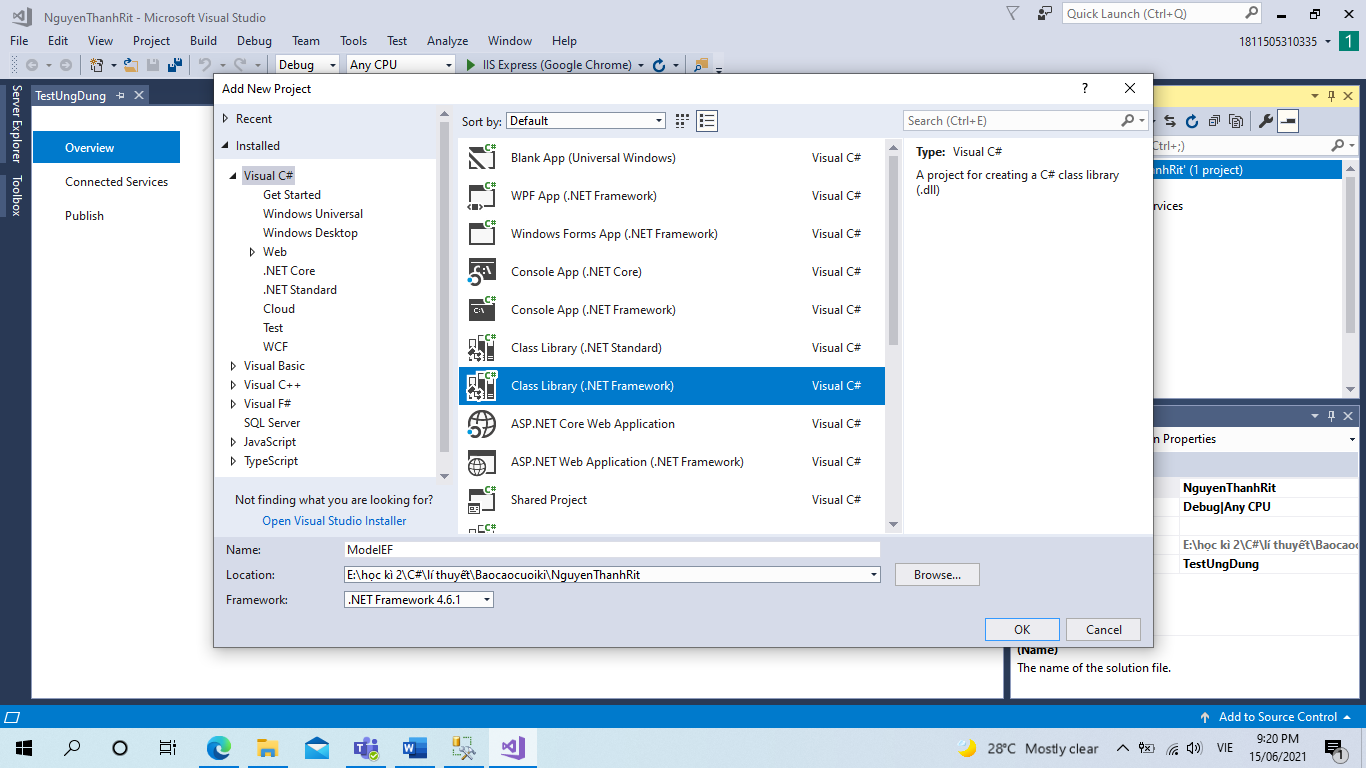 NguyenThanhRit - Microsoft Visual Studio
Quick Launch (Ctrl+Q)
File Edit View Project Build Debug Team Tools Test Analyze Window Help
1811505310335
1
Debug
Any CPU
IIS Express (Google Chrome)
Server Explorer
Toolbox
TestUngDung
Overview
Connected Services
Publish
Add New Project
?
Recent
Installed
Visual C#
Get Started
Windows Universal
Windows Desktop
Web
.NET Core
.NET Standard
Cloud
Test
WCF
Visual Basic
Visual C++
Visual F#
SQL Server
JavaScript
TypeScript
Not finding what you are looking for?
Open Visual Studio Installer
Sort by: Default
Search (Ctrl+E)
Blank App (Universal Windows) Visual C#
WPF App (.NET Framework) Visual C#
Windows Forms App (.NET Framework) Visual C#
Console App (.NET Core) Visual C#
Console App (.NET Framework) Visual C#
Class Library (.NET Standard) Visual C#
Class Library (.NET Framework) Visual C#
ASP.NET Core Web Application Visual C#
ASP.NET Web Application (.NET Framework) Visual C#
Shared Project Visual C#
Type: Visual C#
A project for creating a C# class library
(.dll)
Name: ModelEF
Location: E:\học kì 2\C#\lí thuyết\Baocaocuoiki\NguyenThanhRit
Browse...
Framework: .NET Framework 4.6.1
OK
Cancel
Ctrl+;)
nhRit' (1 project)
rvices
n Properties
NguyenThanhRit
Debug|Any CPU
E:\học kì 2\C#\lí thuyết\Baocaoc
TestUngDung
(Name)
The name of the solution file.
Add to Source Control
28°C Mostly clear
VIE
9:20 PM
15/06/2021
1